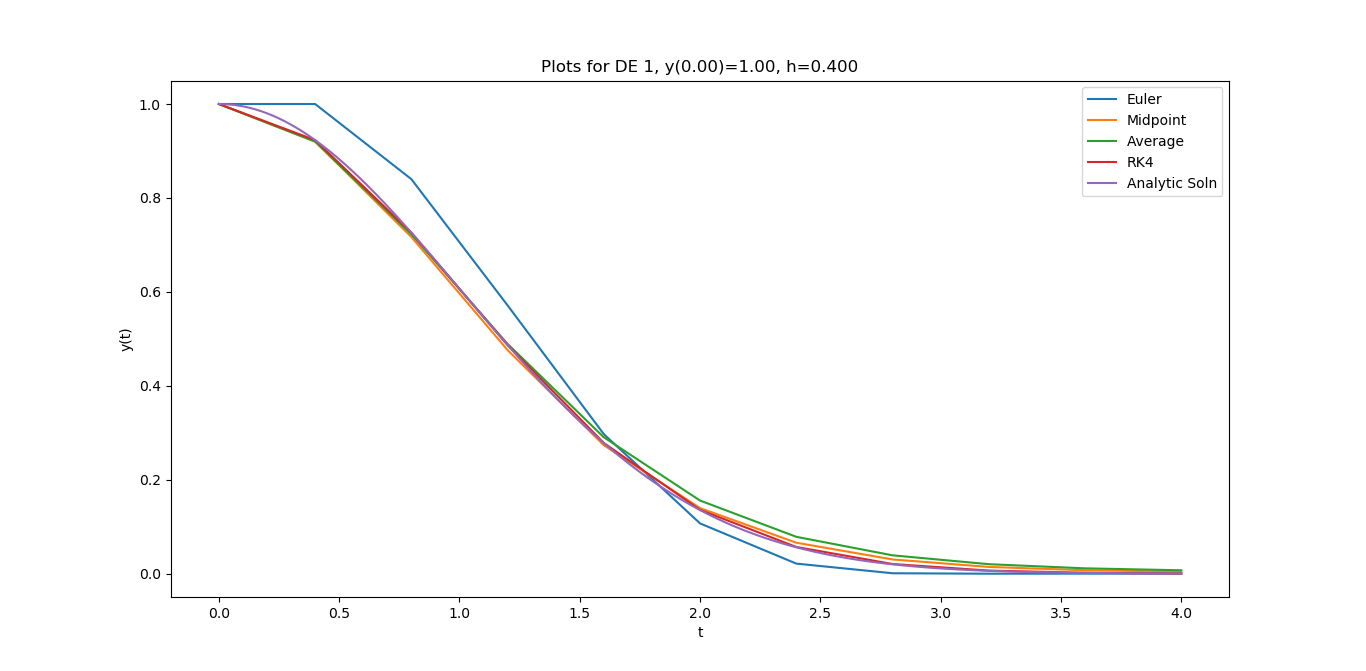 Plots for DE 1, y(0.00)=1.00, h=0.400
Euler
Midpoint
Average
RK4
Analytic Soln
1.0
0.8
0.6
0.4
0.2
0.0
y(t)
0.0 0.5 1.0 1.5 2.0 2.5 3.0 3.5 4.0
t